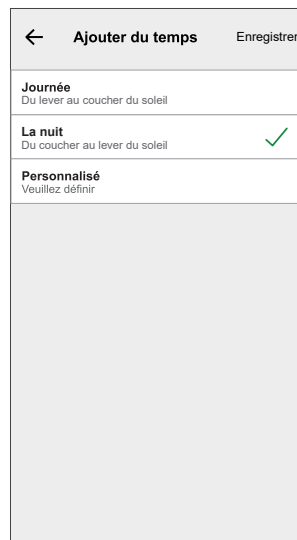 Ajouter du temps
Enregistrer
Journée
Du lever au coucher du soleil
La nuit
Du coucher au lever du soleil
Personnalisé
Veuillez définir